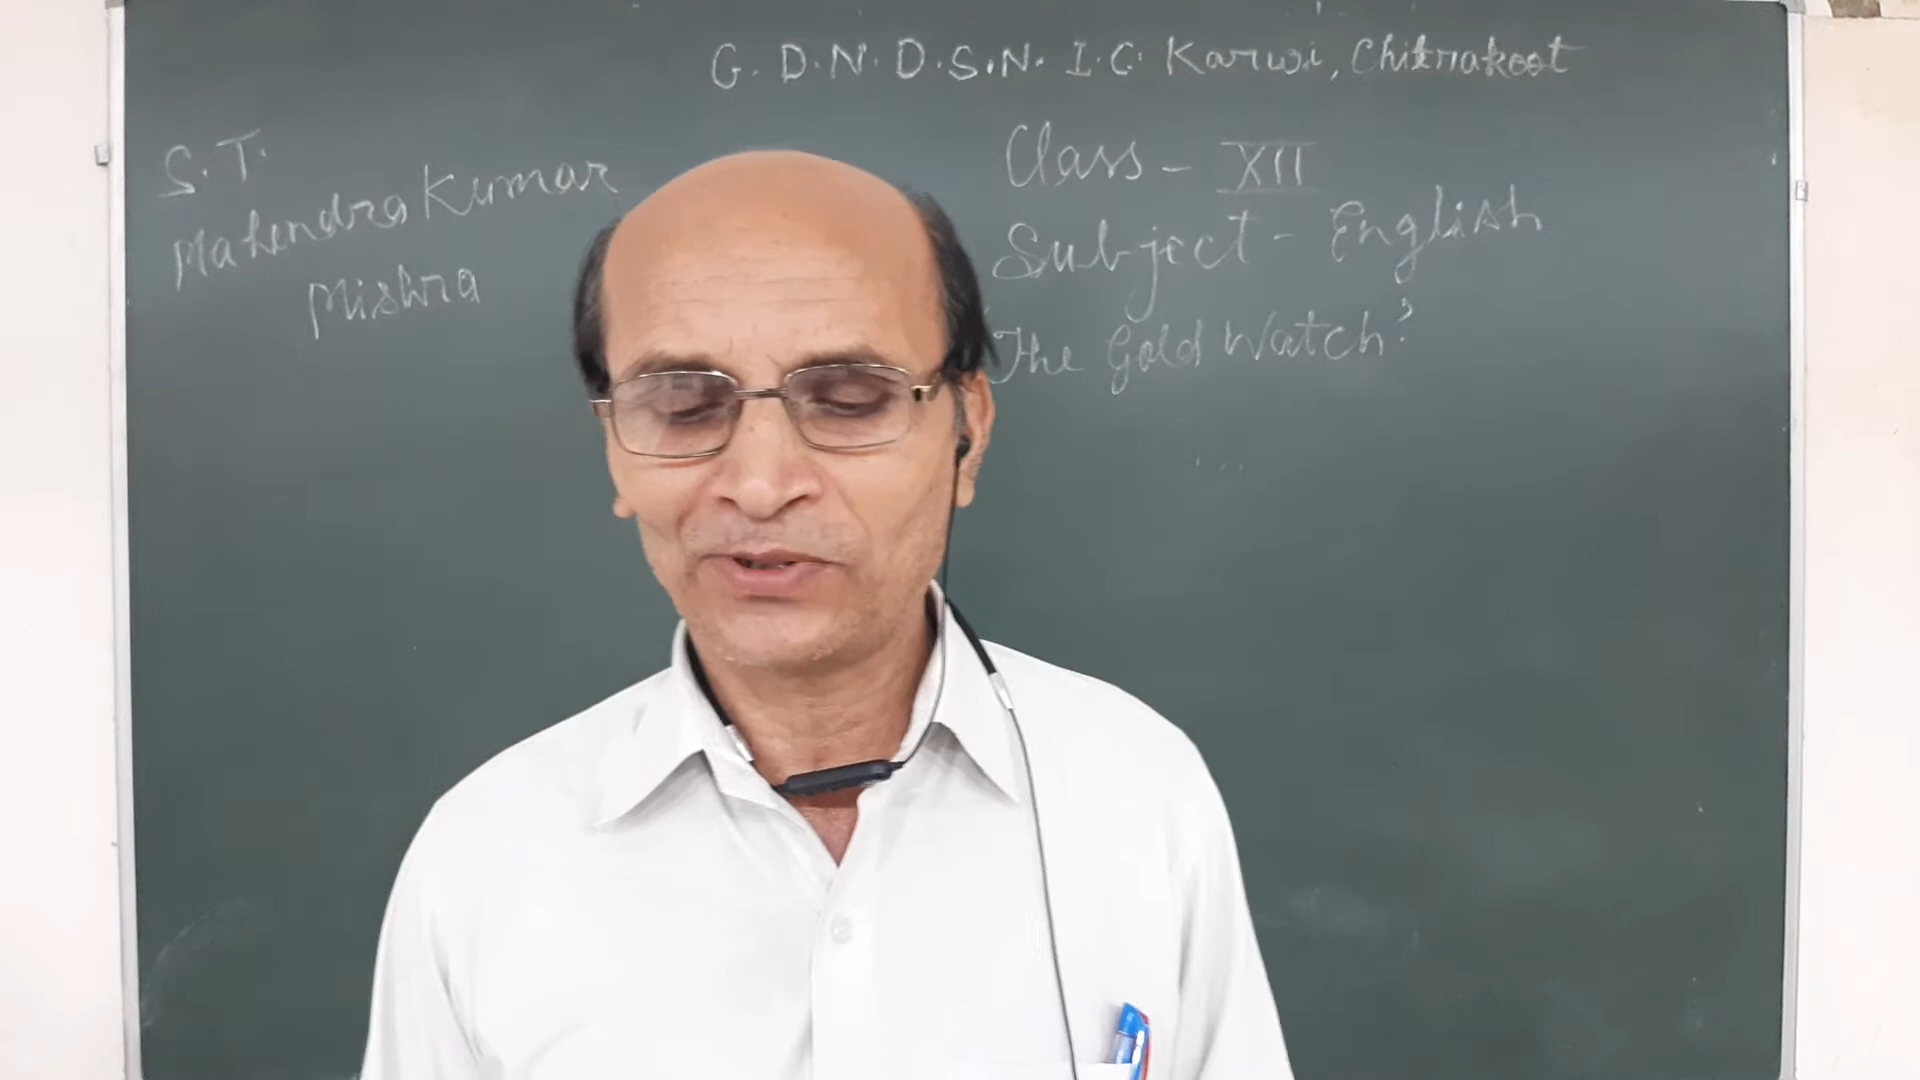 G. D. N. D. S. N. I. C. Karwi, Chitrakoot
S. T.
Mahendra Kumar
Mishra
Class - XII
Subject - English
'The Gold Watch'